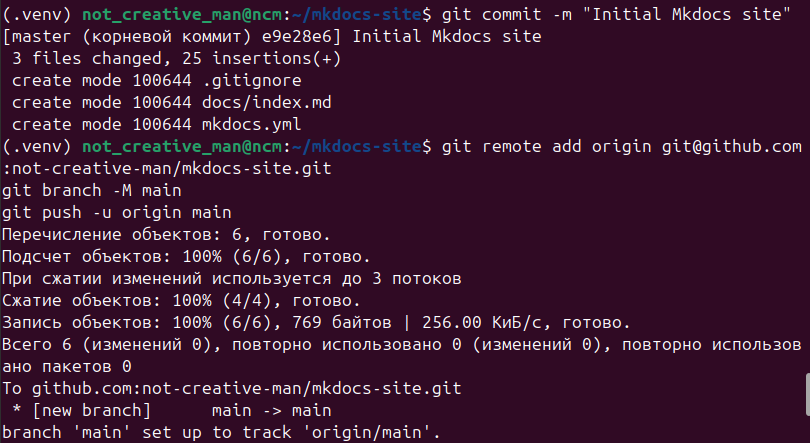 (.venv) not_creative_man@ncm:~/mkdocs-site$ git commit -m "Initial Mkdocs site"
[master (корневой коммит) e9e28e6] Initial Mkdocs site
 3 files changed, 25 insertions(+)
 create mode 100644 .gitignore
 create mode 100644 docs/index.md
 create mode 100644 mkdocs.yml
(.venv) not_creative_man@ncm:~/mkdocs-site$ git remote add origin git@github.com
:not-creative-man/mkdocs-site.git
git branch -M main
git push -u origin main
Перечисление объектов: 6, готово.
Подсчет объектов: 100% (6/6), готово.
При сжатии изменений используется до 3 потоков
Сжатие объектов: 100% (4/4), готово.
Запись объектов: 100% (6/6), 769 байтов | 256.00 КиБ/с, готово.
Всего 6 (изменений 0), повторно использовано 0 (изменений 0), повторно использов
ано пакетов 0
To github.com:not-creative-man/mkdocs-site.git
 * [new branch]      main -> main
branch 'main' set up to track 'origin/main'.